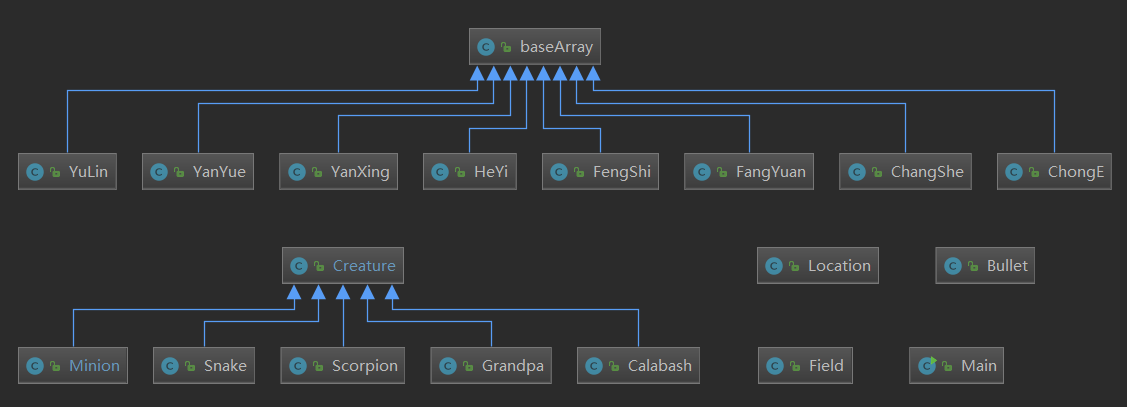 baseArray
YuLin YanYue YanXing HeYi FengShi FangYuan ChangShe ChongE
Creature Location Bullet
Minion Snake Scorpion Grandpa Calabash Field Main